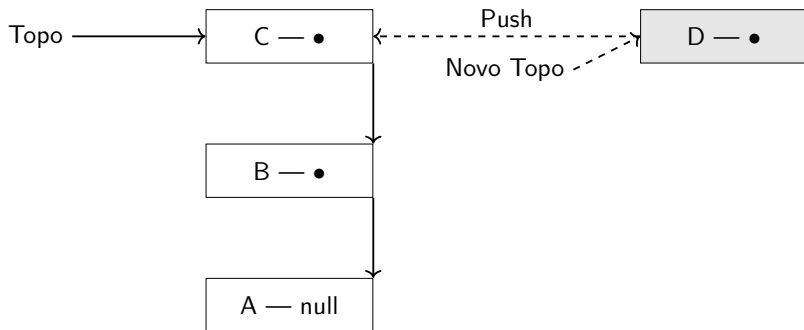 Topo
C — •
Push
D — •
Novo Topo
B — •
A — null